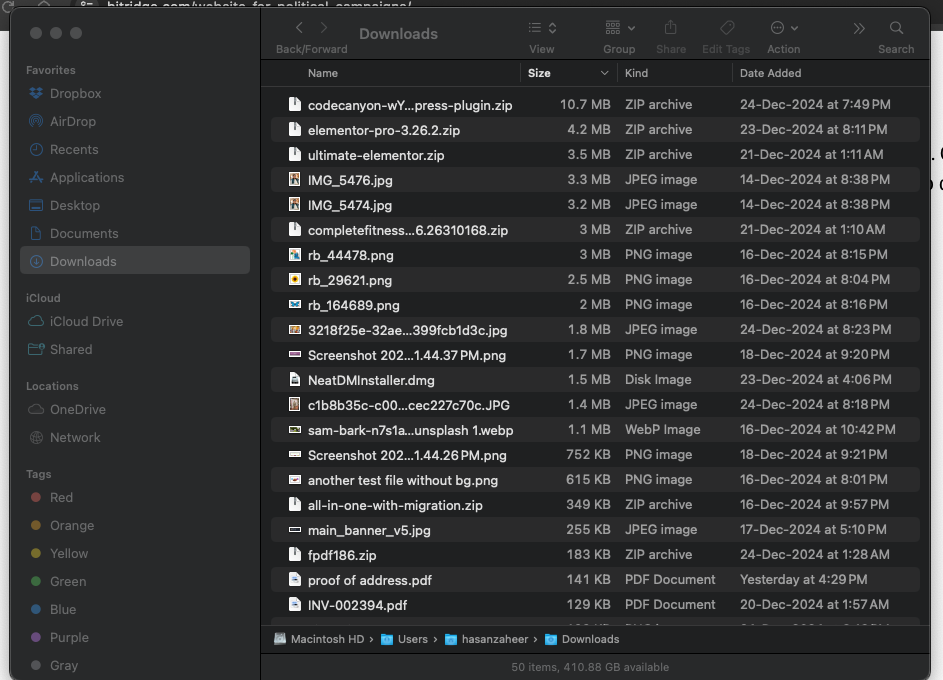 bitridge.com/website-for-political-campaigns/
Back/Forward
Downloads
View
Group
Share
Edit Tags
Action
Search
Favorites
Dropbox
AirDrop
Recents
Applications
Desktop
Documents
Downloads
iCloud
iCloud Drive
Shared
Locations
OneDrive
Network
Tags
Red
Orange
Yellow
Green
Blue
Purple
Gray
Name Size Kind Date Added
codecanyon-wY...press-plugin.zip 10.7 MB ZIP archive 24-Dec-2024 at 7:49 PM
elementor-pro-3.26.2.zip 4.2 MB ZIP archive 23-Dec-2024 at 8:11 PM
ultimate-elementor.zip 3.5 MB ZIP archive 21-Dec-2024 at 1:11 AM
IMG_5476.jpg 3.3 MB JPEG image 14-Dec-2024 at 8:38 PM
IMG_5474.jpg 3.2 MB JPEG image 14-Dec-2024 at 8:38 PM
completefitness...6.26310168.zip 3 MB ZIP archive 21-Dec-2024 at 1:10 AM
rb_44478.png 3 MB PNG image 16-Dec-2024 at 8:15 PM
rb_29621.png 2.5 MB PNG image 16-Dec-2024 at 8:04 PM
rb_164689.png 2 MB PNG image 16-Dec-2024 at 8:16 PM
3218f25e-32ae...399fcb1d3c.jpg 1.8 MB JPEG image 24-Dec-2024 at 8:23 PM
Screenshot 202...1.44.37 PM.png 1.7 MB PNG image 18-Dec-2024 at 9:20 PM
NeatDMInstaller.dmg 1.5 MB Disk Image 23-Dec-2024 at 4:06 PM
c1b8b35c-c00...cec227c70c.JPG 1.4 MB JPEG image 24-Dec-2024 at 8:18 PM
sam-bark-n7s1a...unsplash 1.webp 1.1 MB WebP Image 16-Dec-2024 at 10:42 PM
Screenshot 202...1.44.26 PM.png 752 KB PNG image 18-Dec-2024 at 9:21 PM
another test file without bg.png 615 KB PNG image 16-Dec-2024 at 8:01 PM
all-in-one-with-migration.zip 349 KB ZIP archive 16-Dec-2024 at 9:57 PM
main_banner_v5.jpg 255 KB JPEG image 17-Dec-2024 at 5:10 PM
fpdf186.zip 183 KB ZIP archive 24-Dec-2024 at 1:28 AM
proof of address.pdf 141 KB PDF Document Yesterday at 4:29 PM
INV-002394.pdf 129 KB PDF Document 20-Dec-2024 at 1:57 AM
Macintosh HD › Users › hasanzaheer › Downloads
50 items, 410.88 GB available